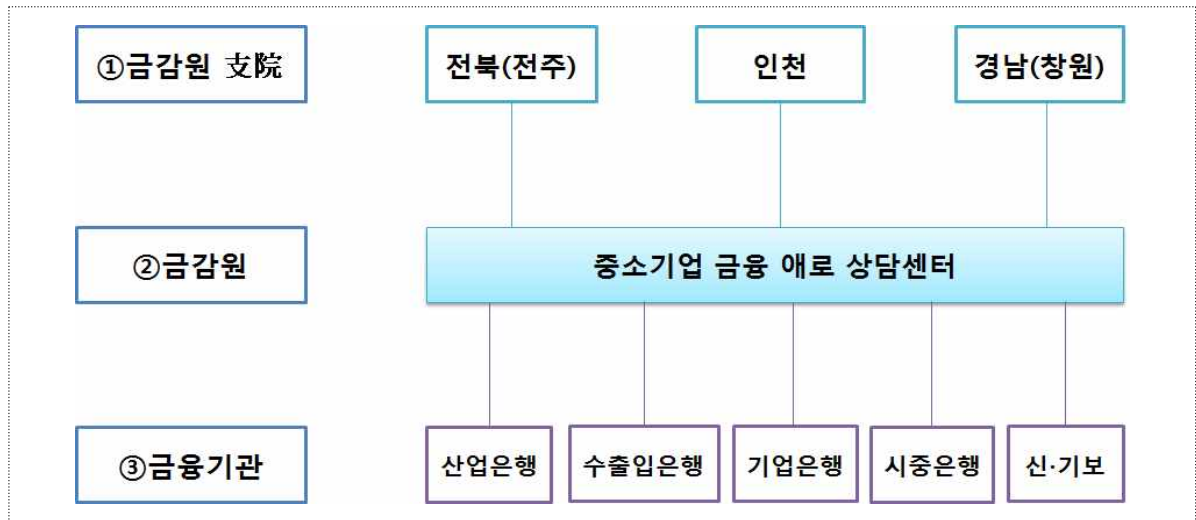 ①금감원 支院
전북(전주)
인천
경남(창원)
②금감원
중소기업 금융 애로 상담센터
③금융기관
산업은행
수출입은행
기업은행
시중은행
신·기보